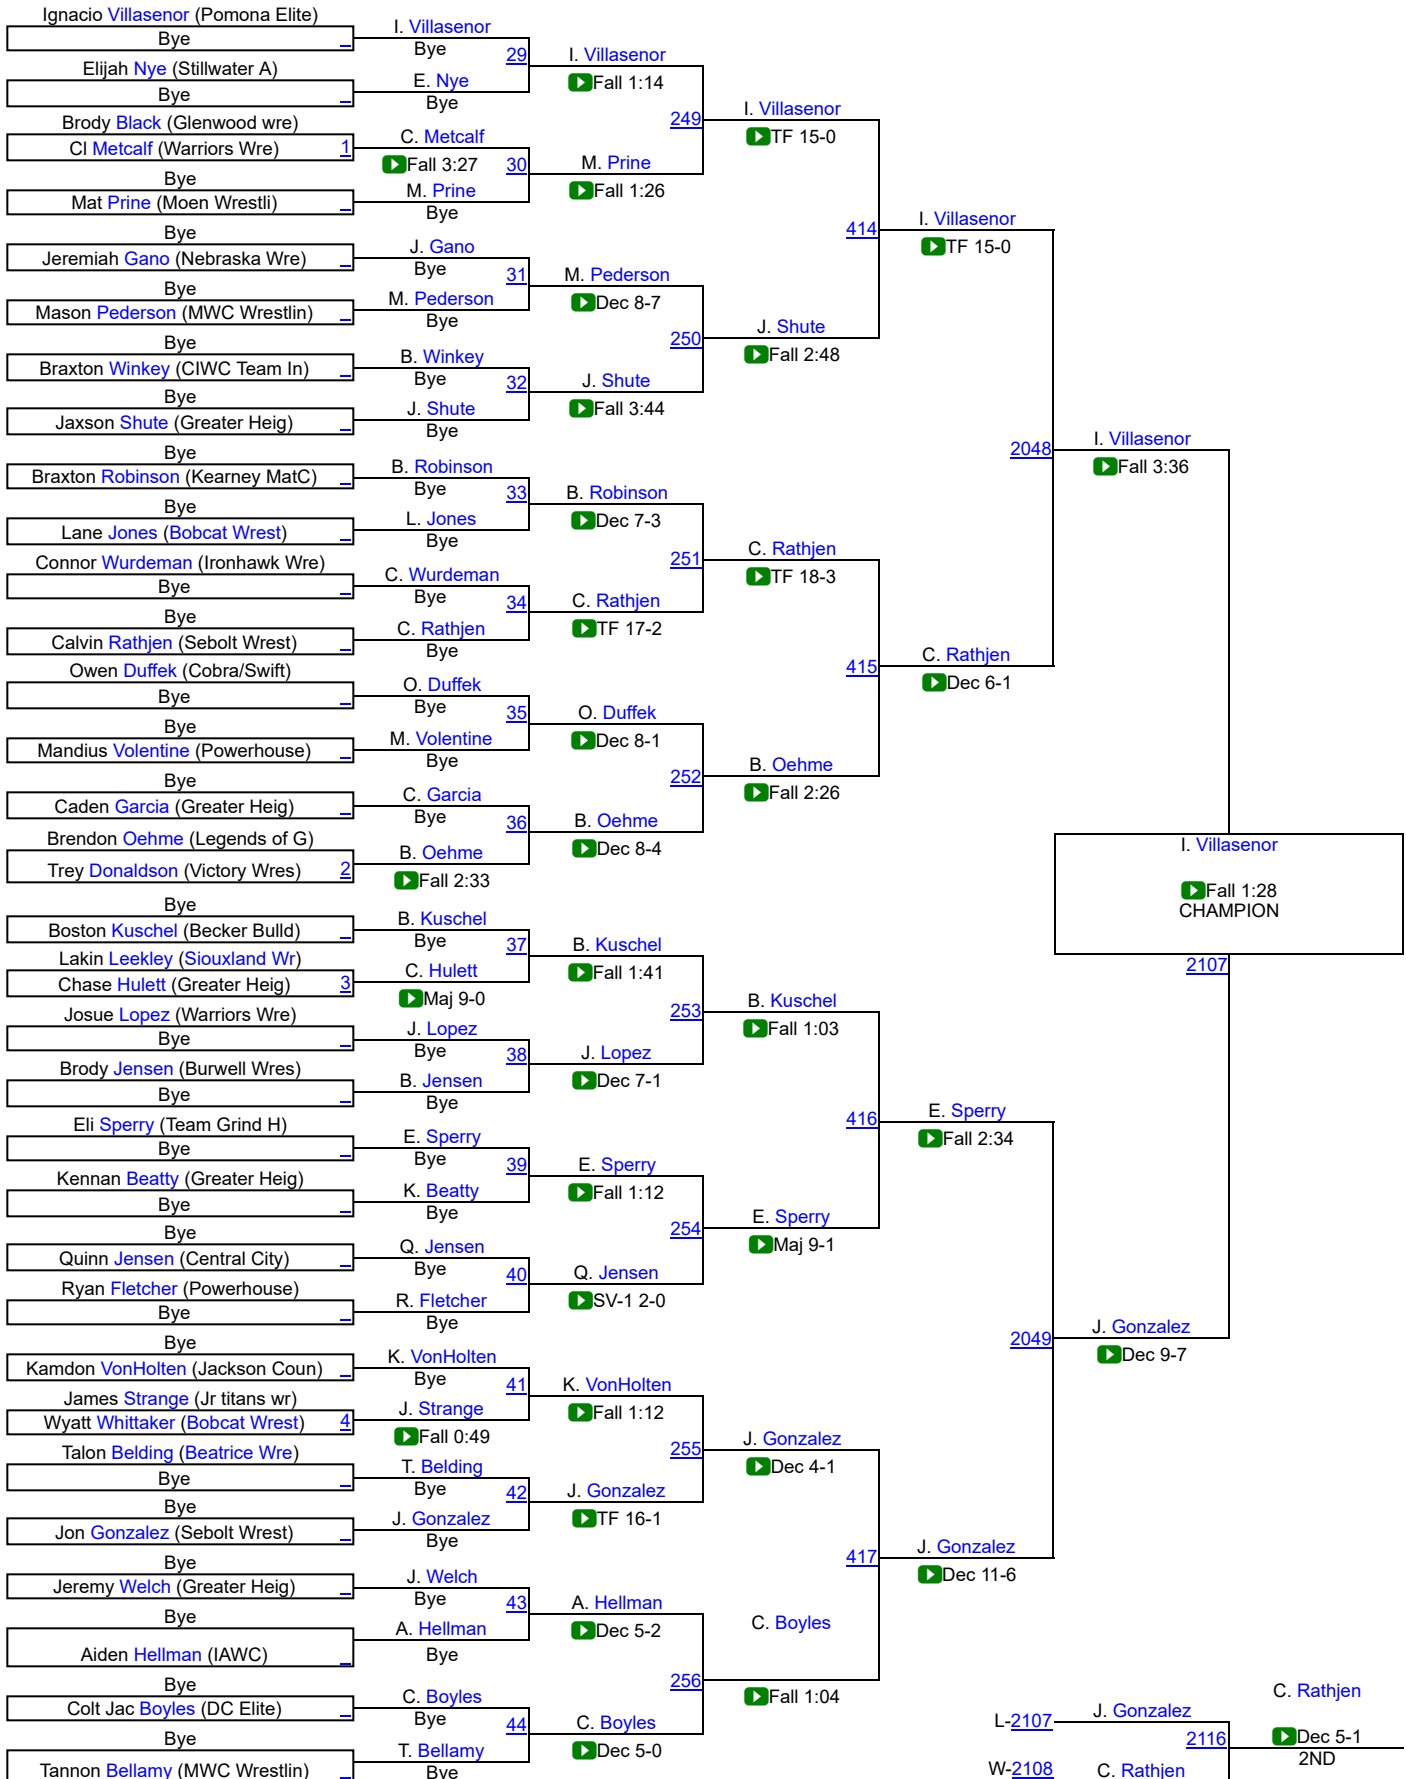 Ignacio Villasenor (Pomona Elite)
Bye
Elijah Nye (Stillwater A)
Bye
Brody Black (Glenwood wre)
Cl Metcalf (Warriors Wre) 1
Bye
Mat Prine (Moen Wrestli)
Bye
Jeremiah Gano (Nebraska Wre)
Bye
Mason Pederson (MWC Wrestlin)
Bye
Braxton Winkey (CIWC Team In)
Bye
Jaxson Shute (Greater Heig)
Bye
Braxton Robinson (Kearney MatC)
Bye
Lane Jones (Bobcat Wrest)
Connor Wurdeman (Ironhawk Wre)
Bye
Bye
Calvin Rathjen (Sebolt Wrest)
Owen Duffek (Cobra/Swift)
Bye
Bye
Mandius Volentine (Powerhouse)
Bye
Caden Garcia (Greater Heig)
Brendon Oehme (Legends of G)
Trey Donaldson (Victory Wres) 2
Bye
Boston Kuschel (Becker Bulld)
Lakin Leekley (Siouxland Wr)
Chase Hulett (Greater Heig) 3
Josue Lopez (Warriors Wre)
Bye
Brody Jensen (Burwell Wres)
Bye
Eli Sperry (Team Grind H)
Bye
Kennan Beatty (Greater Heig)
Bye
Bye
Quinn Jensen (Central City)
Ryan Fletcher (Powerhouse)
Bye
Bye
Kamdon VonHolten (Jackson Coun)
James Strange (Jr titans wr)
Wyatt Whittaker (Bobcat Wrest) 4
Talon Belding (Beatrice Wre)
Bye
Bye
Jon Gonzalez (Sebolt Wrest)
Bye
Jeremy Welch (Greater Heig)
Bye
Aiden Hellman (IAWC)
Bye
Colt Jac Boyles (DC Elite)
Bye
Tannon Bellamy (MWC Wrestlin)
I. Villasenor
Bye
29
E. Nye
Bye
C. Metcalf
Fall 3:27
30
M. Prine
Bye
J. Gano
Bye
31
M. Pederson
Bye
B. Winkey
Bye
32
J. Shute
Bye
B. Robinson
Bye
33
L. Jones
Bye
C. Wurdeman
Bye
34
C. Rathjen
Bye
O. Duffek
Bye
35
M. Volentine
Bye
C. Garcia
Bye
36
B. Oehme
Fall 2:33
B. Kuschel
Bye
37
C. Hulett
Maj 9-0
J. Lopez
Bye
38
B. Jensen
Bye
E. Sperry
Bye
39
K. Beatty
Bye
Q. Jensen
Bye
40
R. Fletcher
Bye
K. VonHolten
Bye
41
J. Strange
Fall 0:49
T. Belding
Bye
42
J. Gonzalez
Bye
J. Welch
Bye
43
A. Hellman
Bye
C. Boyles
Bye
44
T. Bellamy
Bye
I. Villasenor
Fall 1:14
249
M. Prine
Fall 1:26
M. Pederson
Dec 8-7
250
J. Shute
Fall 3:44
B. Robinson
Dec 7-3
251
C. Rathjen
TF 17-2
O. Duffek
Dec 8-1
252
B. Oehme
Dec 8-4
B. Kuschel
Fall 1:41
253
J. Lopez
Dec 7-1
E. Sperry
Fall 1:12
254
Q. Jensen
SV-1 2-0
K. VonHolten
Fall 1:12
255
J. Gonzalez
TF 16-1
A. Hellman
Dec 5-2
256
C. Boyles
Dec 5-0
I. Villasenor
TF 15-0
414
J. Shute
Fall 2:48
C. Rathjen
TF 18-3
415
B. Oehme
Fall 2:26
B. Kuschel
Fall 1:03
416
E. Sperry
Maj 9-1
J. Gonzalez
Dec 4-1
417
C. Boyles
Fall 1:04
I. Villasenor
TF 15-0
2048
C. Rathjen
Dec 6-1
E. Sperry
Fall 2:34
2049
J. Gonzalez
Dec 11-6
I. Villasenor
Fall 3:36
I. Villasenor
Fall 1:28
CHAMPION
2107
J. Gonzalez
Dec 9-7
L-2107
J. Gonzalez
2116
W-2108
C. Rathjen
C. Rathjen
Dec 5-1
2ND